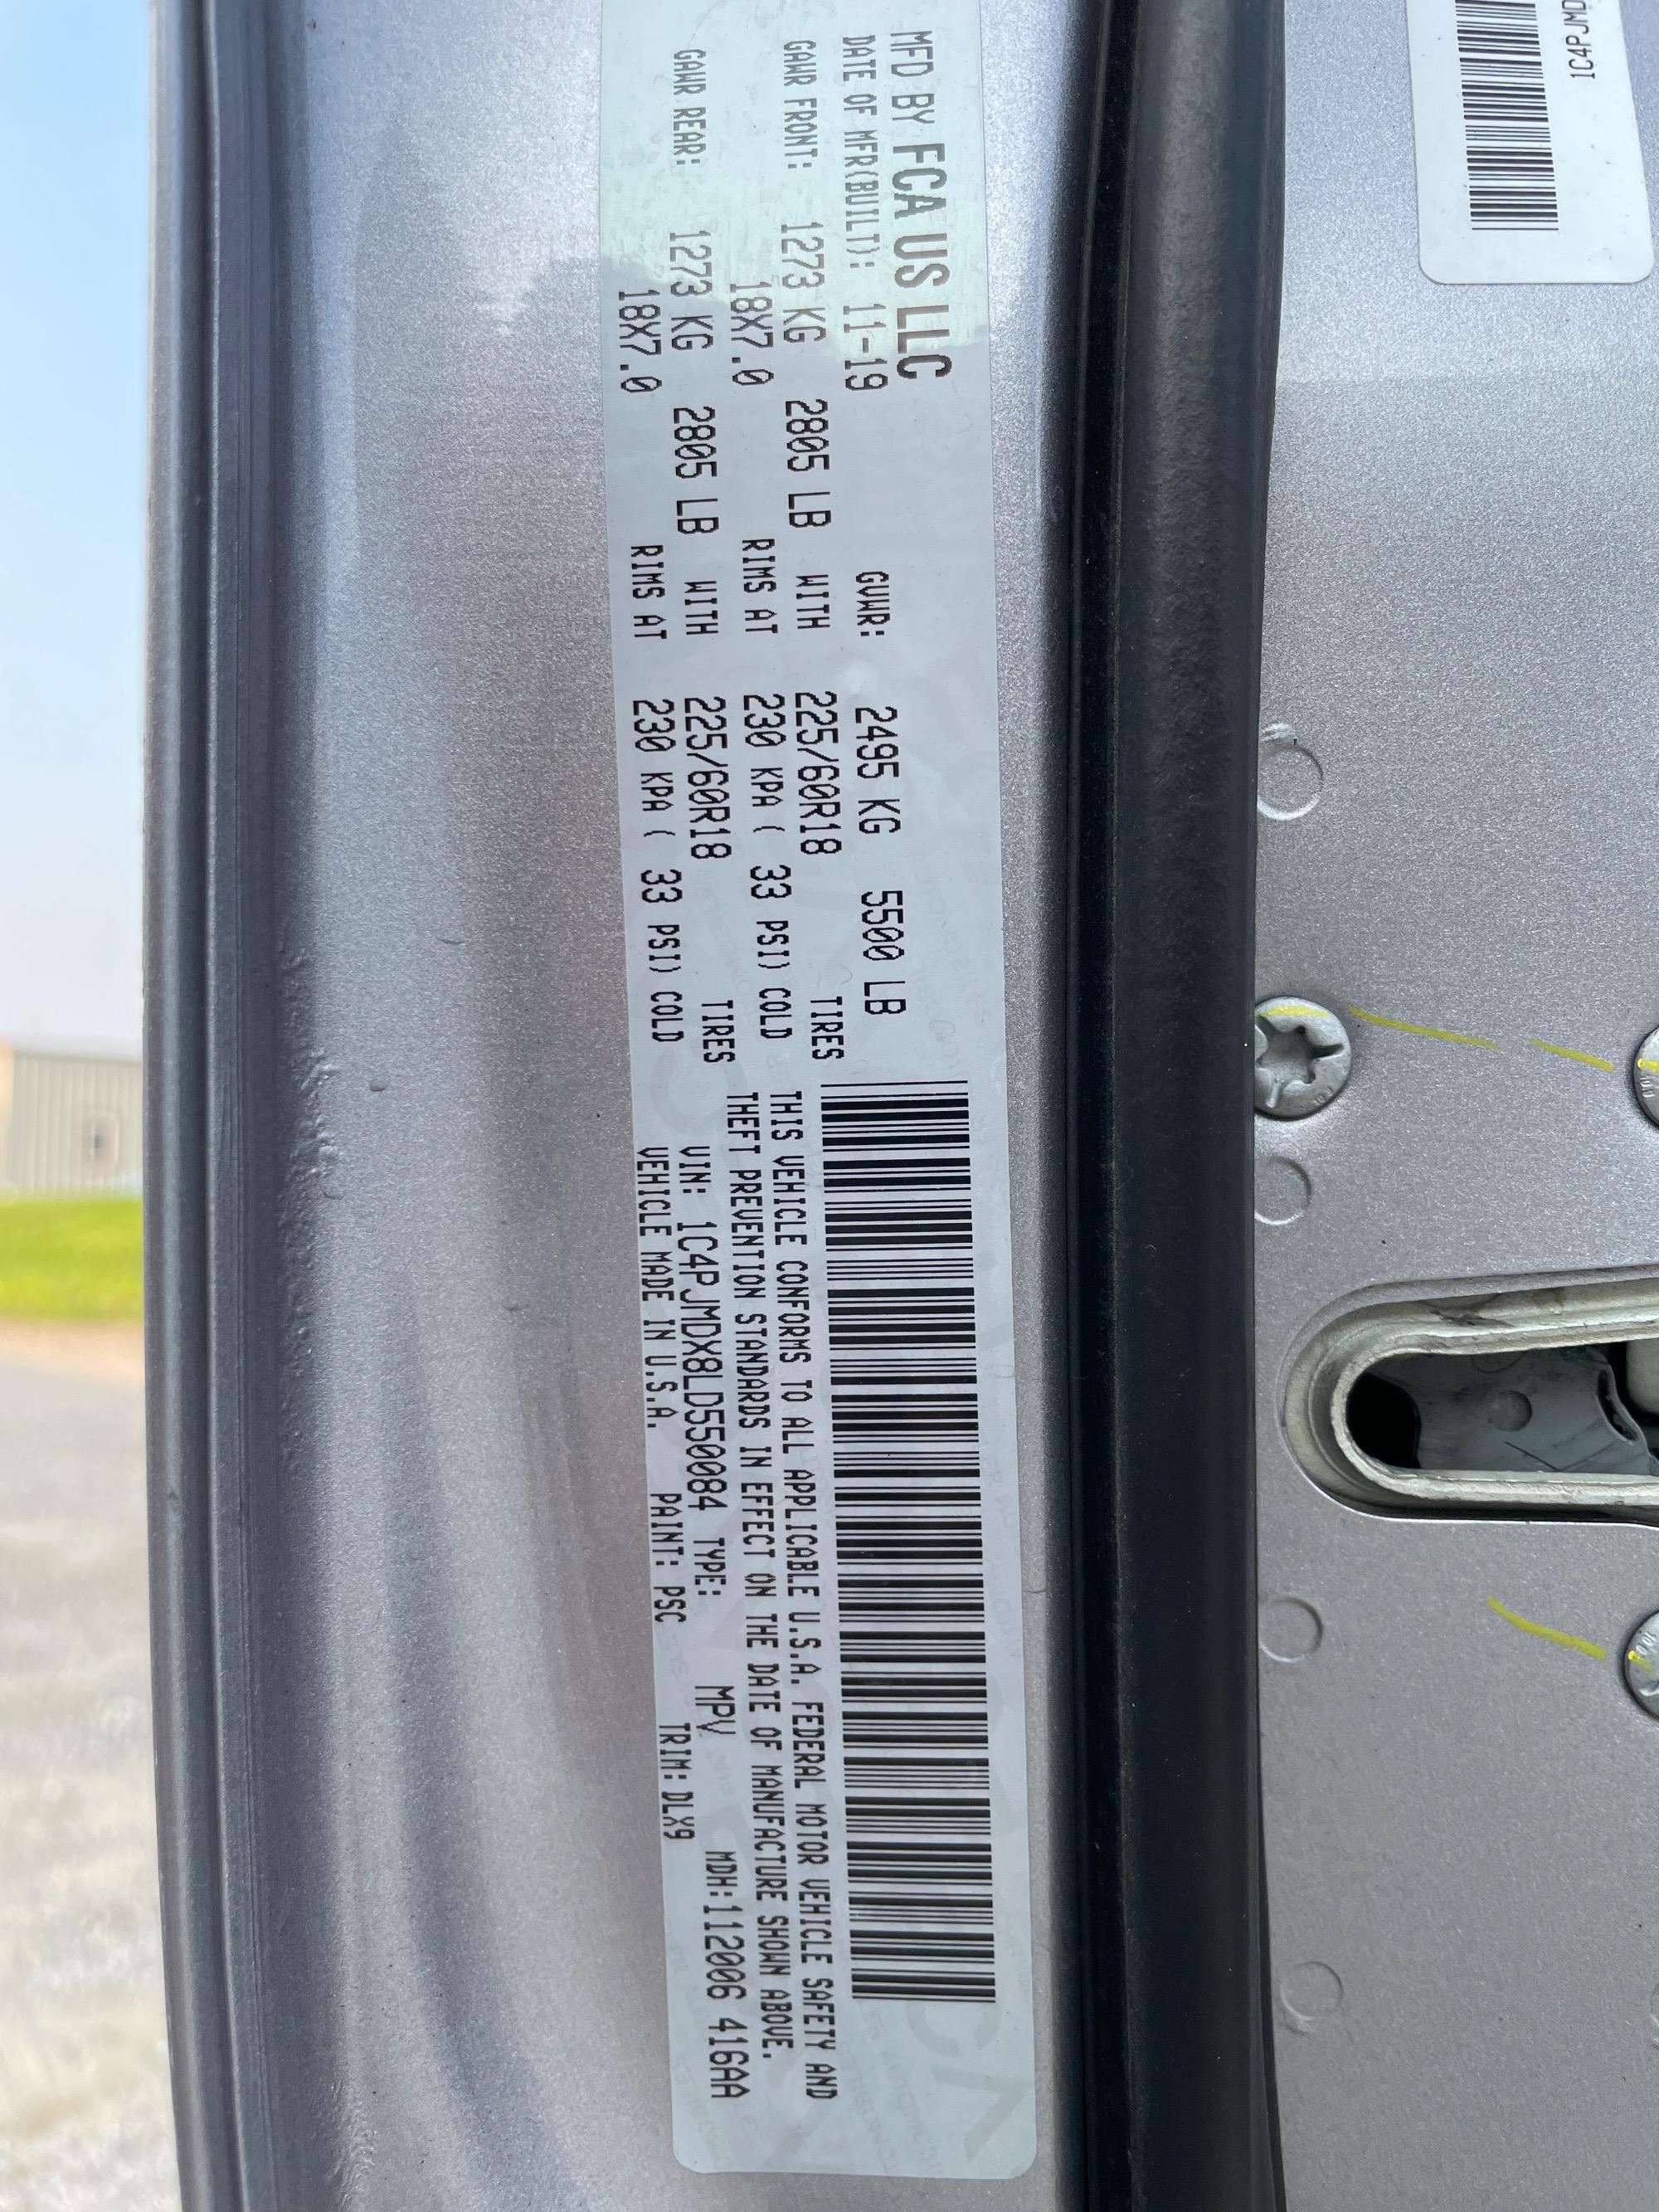 MFD BY FCA US LLC
DATE OF MFR(BUILT): 11-19 GVWR: 2495 KG 5500 LB
GAWR FRONT: 1273 KG 2805 LB WITH 225/60R18 TIRES
18X7.0 RIMS AT 230 KPA ( 33 PSI) COLD
GAWR REAR: 1273 KG 2805 LB WITH 225/60R18 TIRES
18X7.0 RIMS AT 230 KPA ( 33 PSI) COLD
THIS VEHICLE CONFORMS TO ALL APPLICABLE U.S.A. FEDERAL MOTOR VEHICLE SAFETY AND
THEFT PREVENTION STANDARDS IN EFFECT ON THE DATE OF MANUFACTURE SHOWN ABOVE.
VIN: 1C4PJMDX8LD550084 TYPE: MPV MDH:112006 416AA
VEHICLE MADE IN U.S.A. PAINT: PSC TRIM: DLX9
1C4PJMD